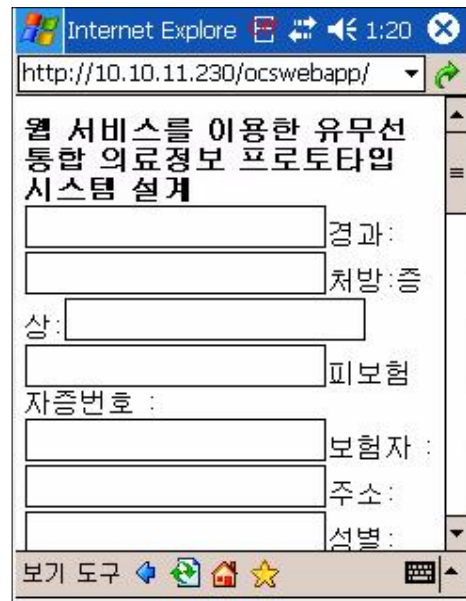 Internet Explore 1:20
http://10.10.11.230/ocswebapp/
웹 서비스를 이용한 유무선
통합 의료정보 프로토타입
시스템 설계
경과:
처방:증
상:
피보험
자증번호 :
보험자 :
주소:
성별:
보기 도구